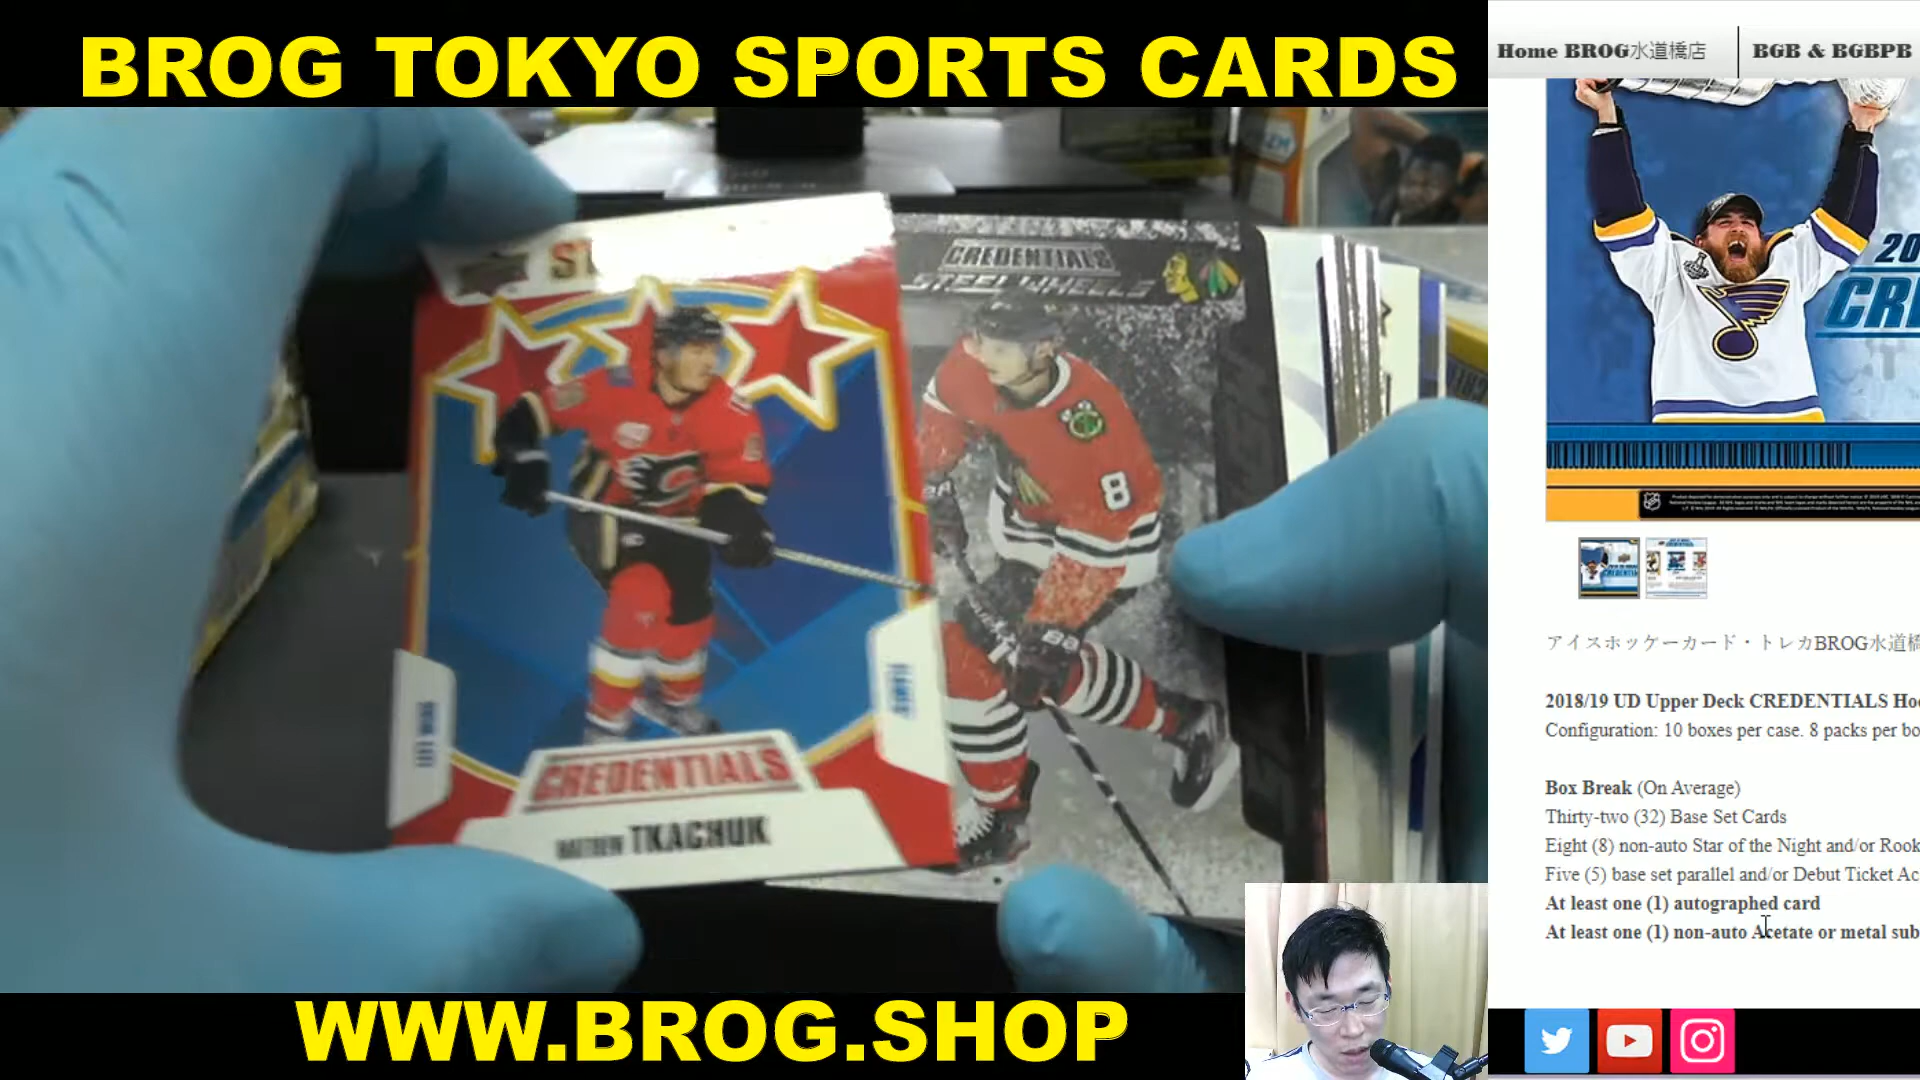 BROG TOKYO SPORTS CARDS
Home BROG水道橋店
BGB & BGBPB
CREDENTIALS
STEEL WHEELS
8
CREDENTIALS
MATTHEW TKACHUK
20
CRE
アイスホッケーカード・トレカBROG水道橋
2018/19 UD Upper Deck CREDENTIALS Ho
Configuration: 10 boxes per case. 8 packs per bo
Box Break (On Average)
Thirty-two (32) Base Set Cards
Eight (8) non-auto Star of the Night and/or Rook
Five (5) base set parallel and/or Debut Ticket Ac
At least one (1) autographed card
At least one (1) non-auto Acetate or metal sub
WWW.BROG.SHOP